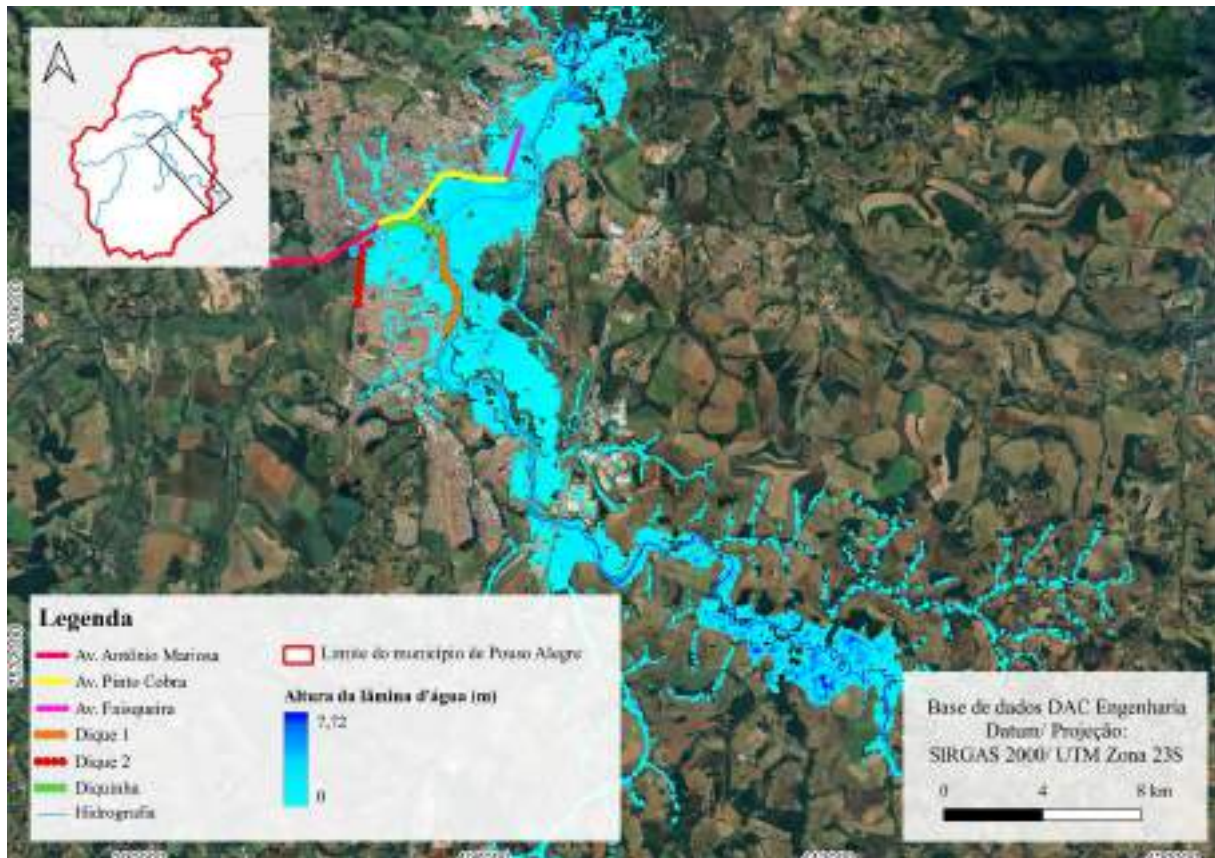 Legenda
Av. Antônio Mariosa
Av. Pinto Cobra
Av. Faisqueira
Dique 1
Dique 2
Diquinha
Hidrografia
Limite do município de Pouso Alegre
Altura da lâmina d'água (m)
7,72
0
Base de dados DAC Engenharia
Datum/ Projeção:
SIRGAS 2000/ UTM Zona 23S
0 4 8 km